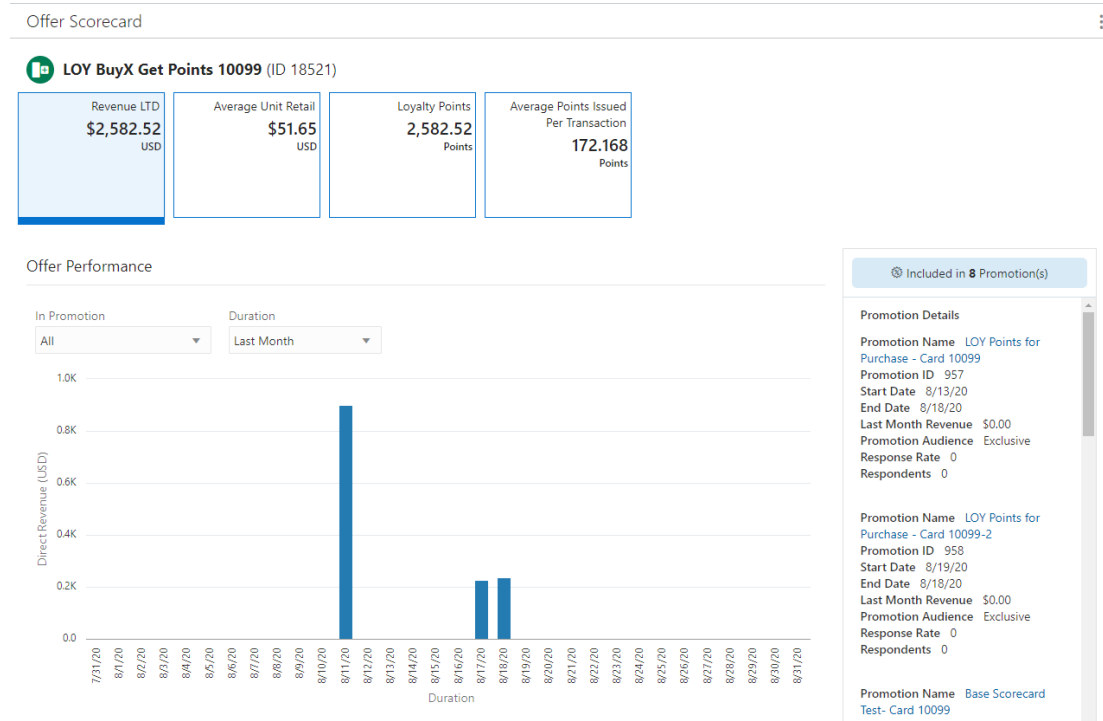 Offer Scorecard
LOY BuyX Get Points 10099 (ID 18521)
Revenue LTD
$2,582.52
USD
Average Unit Retail
$51.65
USD
Loyalty Points
2,582.52
Points
Average Points Issued
Per Transaction
172.168
Points
Offer Performance
In Promotion
All
Duration
Last Month
1.0K
0.8K
0.6K
0.4K
0.2K
0.0
Direct Revenue (USD)
7/31/20
8/1/20
8/2/20
8/3/20
8/4/20
8/5/20
8/6/20
8/7/20
8/8/20
8/9/20
8/10/20
8/11/20
8/12/20
8/13/20
8/14/20
8/15/20
8/16/20
8/17/20
8/18/20
8/19/20
8/20/20
8/21/20
8/22/20
8/23/20
8/24/20
8/25/20
8/26/20
8/27/20
8/28/20
8/29/20
8/30/20
8/31/20
Duration
Included in 8 Promotion(s)
Promotion Details
Promotion Name LOY Points for
Purchase - Card 10099
Promotion ID 957
Start Date 8/13/20
End Date 8/18/20
Last Month Revenue $0.00
Promotion Audience Exclusive
Response Rate 0
Respondents 0
Promotion Name LOY Points for
Purchase - Card 10099-2
Promotion ID 958
Start Date 8/19/20
End Date 8/18/20
Last Month Revenue $0.00
Promotion Audience Exclusive
Response Rate 0
Respondents 0
Promotion Name Base Scorecard
Test- Card 10099